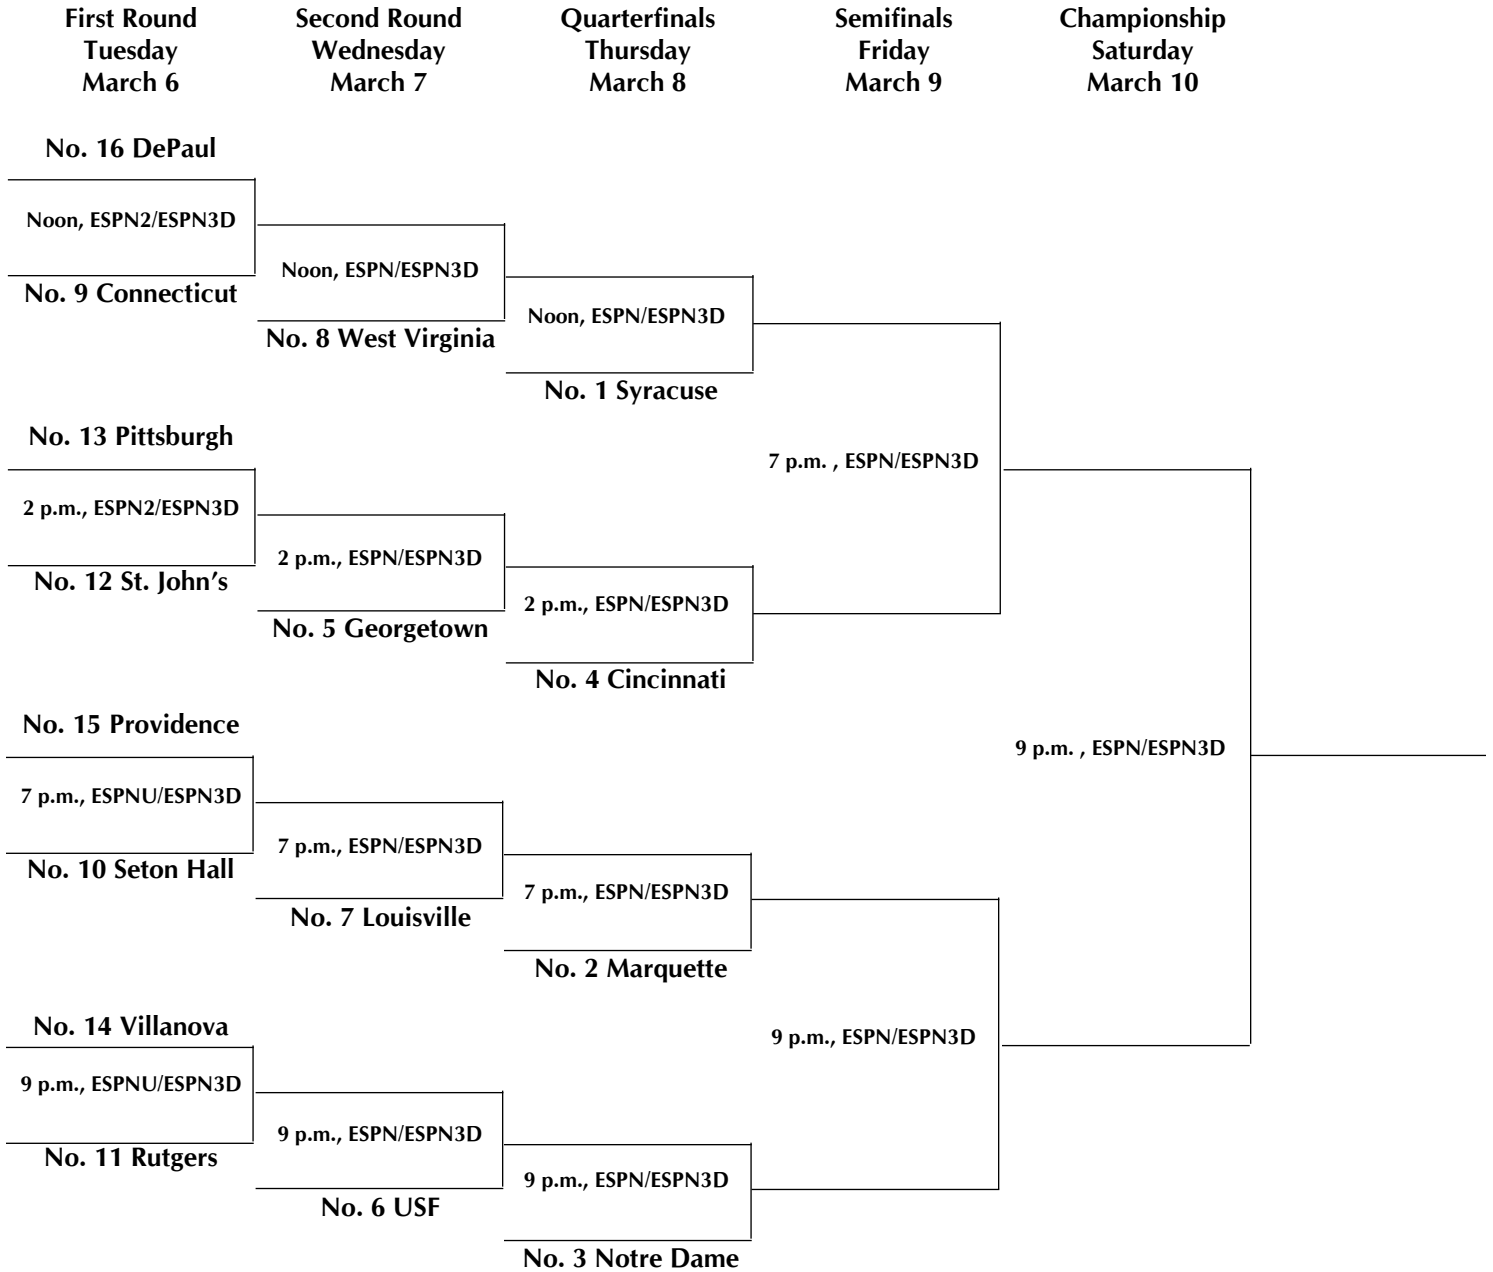 First Round
Tuesday
March 6
Second Round
Wednesday
March 7
Quarterfinals
Thursday
March 8
Semifinals
Friday
March 9
Championship
Saturday
March 10
No. 16 DePaul
Noon, ESPN2/ESPN3D
No. 9 Connecticut
Noon, ESPN/ESPN3D
No. 8 West Virginia
Noon, ESPN/ESPN3D
No. 1 Syracuse
No. 13 Pittsburgh
2 p.m., ESPN2/ESPN3D
No. 12 St. John’s
2 p.m., ESPN/ESPN3D
No. 5 Georgetown
2 p.m., ESPN/ESPN3D
No. 4 Cincinnati
7 p.m. , ESPN/ESPN3D
No. 15 Providence
7 p.m., ESPNU/ESPN3D
No. 10 Seton Hall
7 p.m., ESPN/ESPN3D
No. 7 Louisville
7 p.m., ESPN/ESPN3D
No. 2 Marquette
No. 14 Villanova
9 p.m., ESPNU/ESPN3D
No. 11 Rutgers
9 p.m., ESPN/ESPN3D
No. 6 USF
9 p.m., ESPN/ESPN3D
No. 3 Notre Dame
9 p.m., ESPN/ESPN3D
9 p.m. , ESPN/ESPN3D